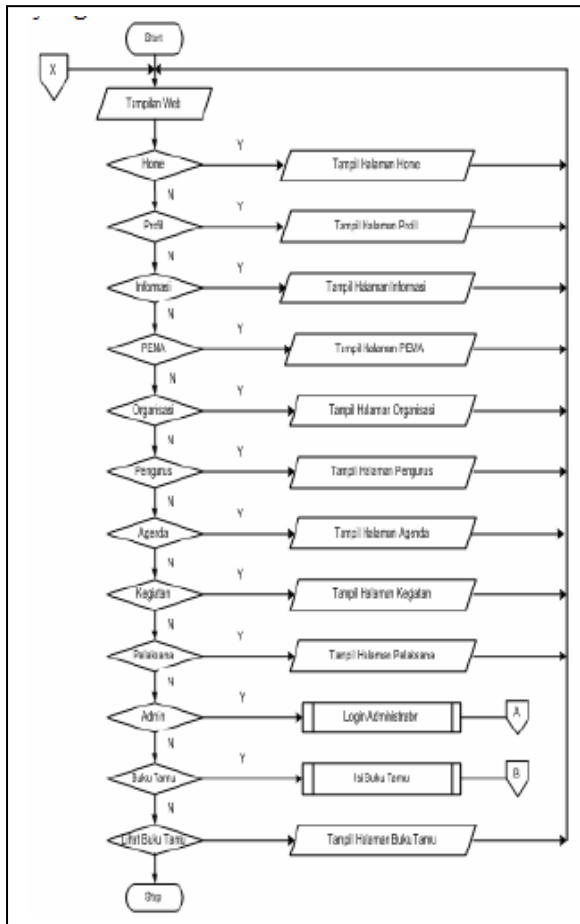 Start
X
Tampilan Web
Home
Y
Tampil Halaman Home
N
Profil
Y
Tampil Halaman Profil
N
Informasi
Y
Tampil Halaman Informasi
N
PEMA
Y
Tampil Halaman PEMA
N
Organisasi
Y
Tampil Halaman Organisasi
N
Pengurus
Y
Tampil Halaman Pengurus
N
Agenda
Y
Tampil Halaman Agenda
N
Kegiatan
Y
Tampil Halaman Kegiatan
N
Pelaksana
Y
Tampil Halaman Pelaksana
N
Admin
Y
Login Administrator
A
N
Buku Tamu
Y
Isi Buku Tamu
B
N
Lihat Buku Tamu
Tampil Halaman Buku Tamu
Stop